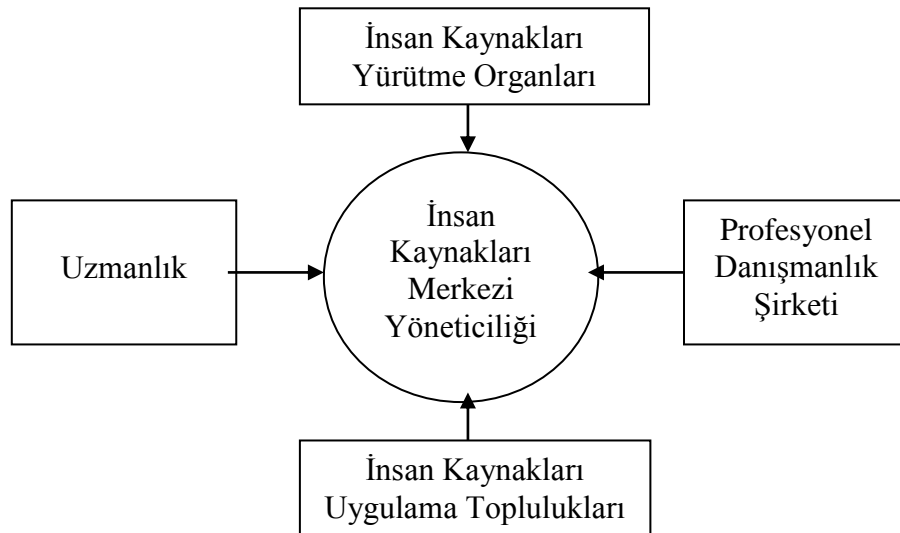 İnsan Kaynakları
Yürütme Organları
Uzmanlık
İnsan
Kaynakları
Merkezi
Yöneticiliği
Profesyonel
Danışmanlık
Şirketi
İnsan Kaynakları
Uygulama Toplulukları